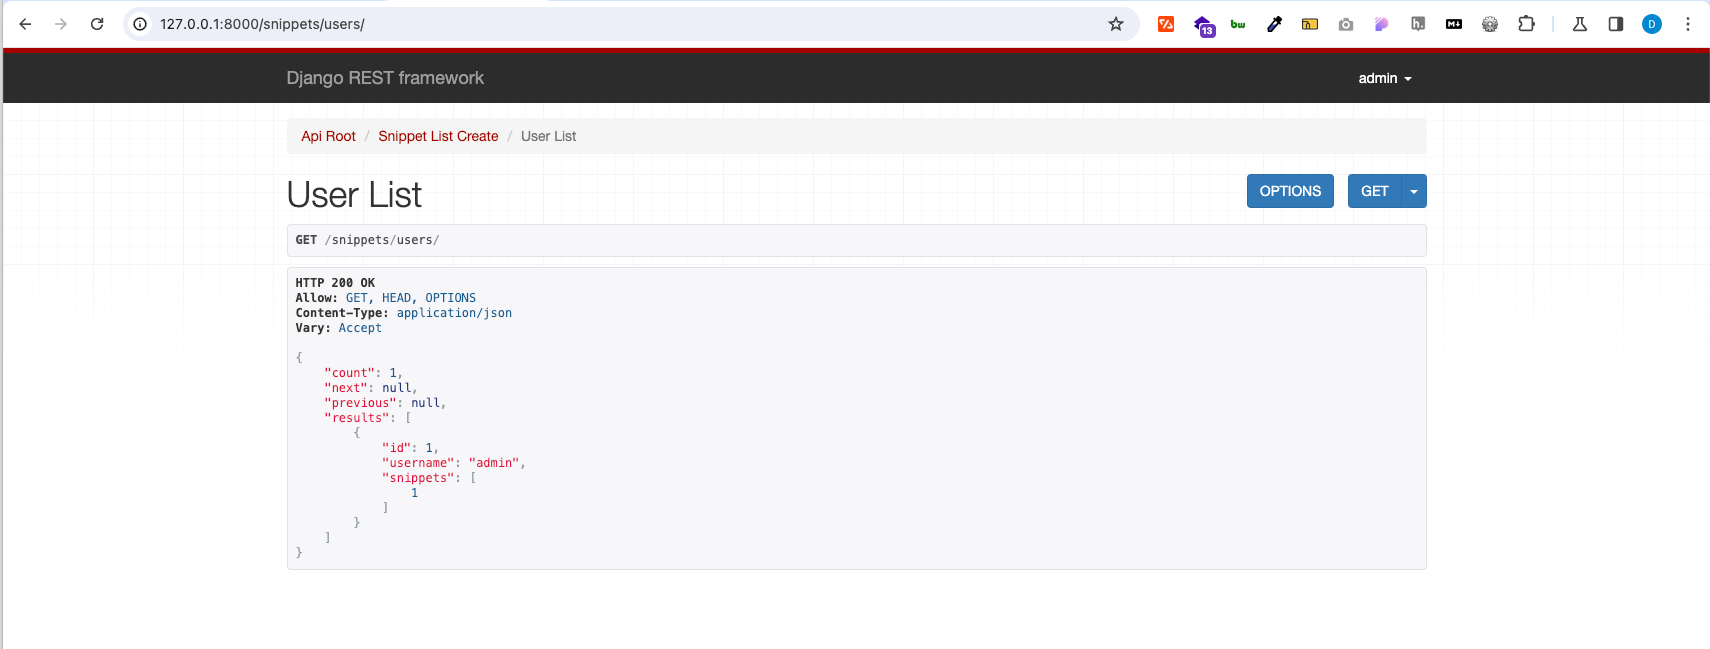 127.0.0.1:8000/snippets/users/
13
bw
h.
M↓
D
Django REST framework
admin
Api Root / Snippet List Create / User List
User List
OPTIONS
GET
GET /snippets/users/
HTTP 200 OK
Allow: GET, HEAD, OPTIONS
Content-Type: application/json
Vary: Accept
{
    "count": 1,
    "next": null,
    "previous": null,
    "results": [
        {
            "id": 1,
            "username": "admin",
            "snippets": [
                1
            ]
        }
    ]
}